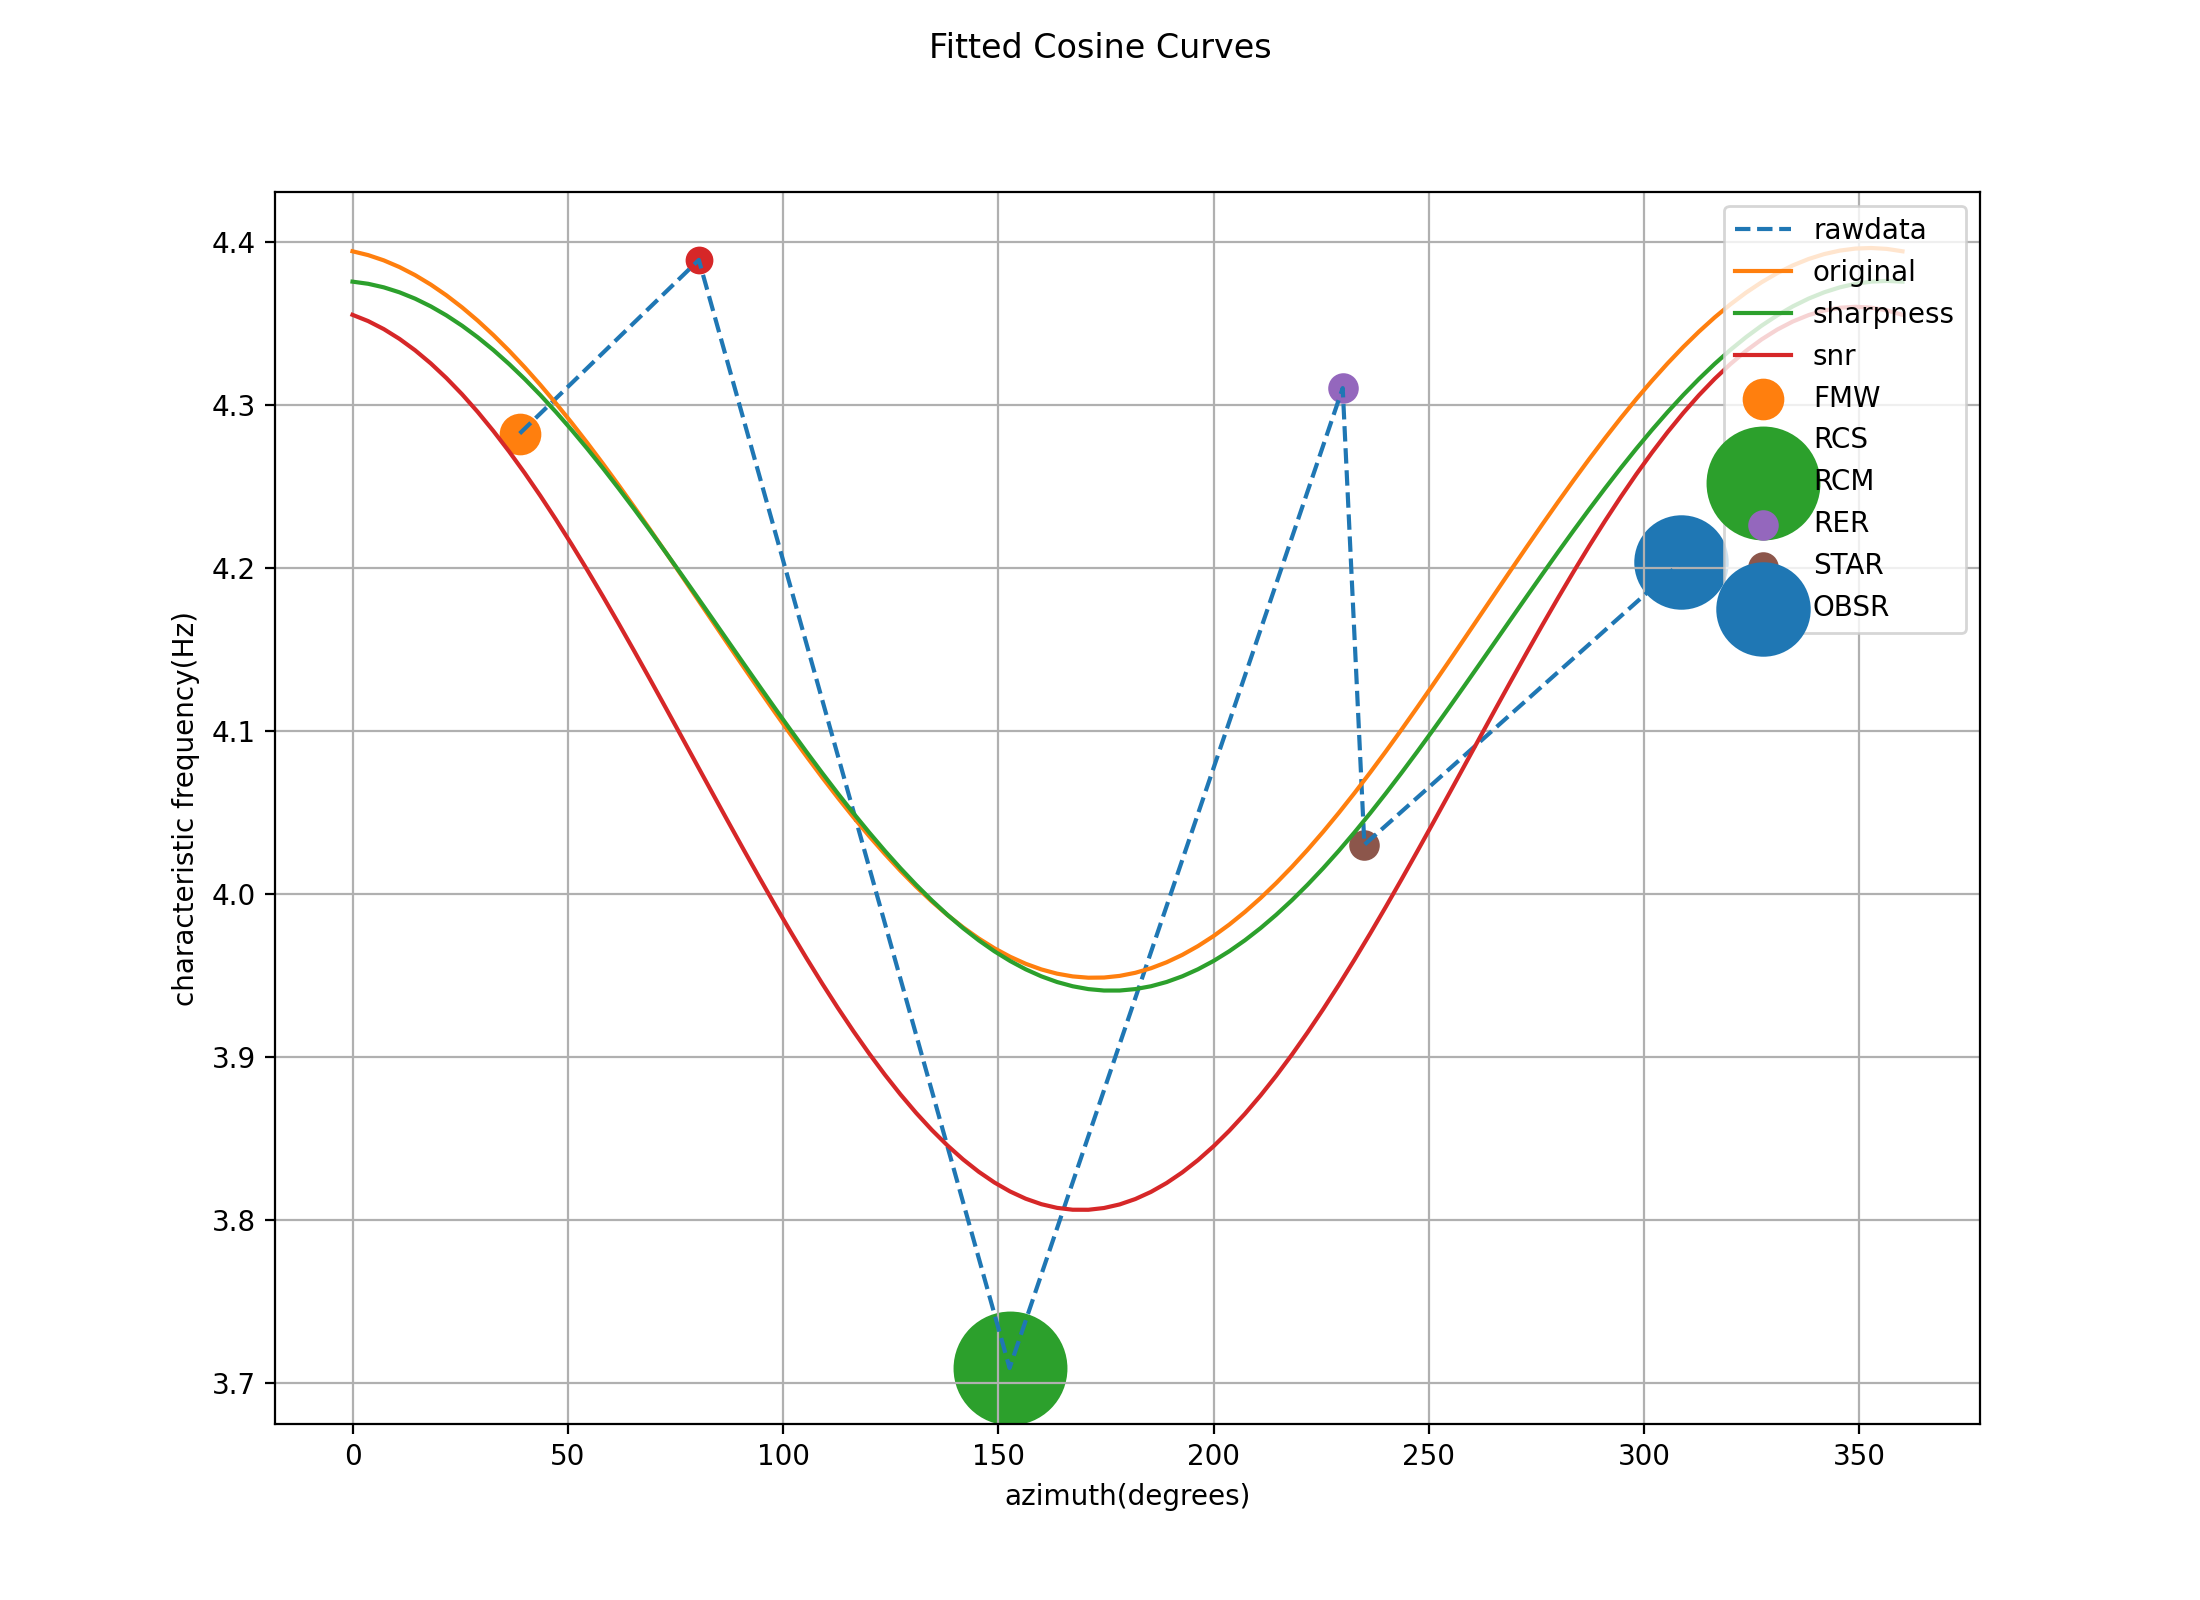 Fitted Cosine Curves
4.4
4.3
4.2
4.1
4.0
3.9
3.8
3.7
characteristic frequency(Hz)
rawdata
original
sharpness
snr
FMW
RCS
RCM
RER
STAR
OBSR
0 50 100 150 200 250 300 350
azimuth(degrees)